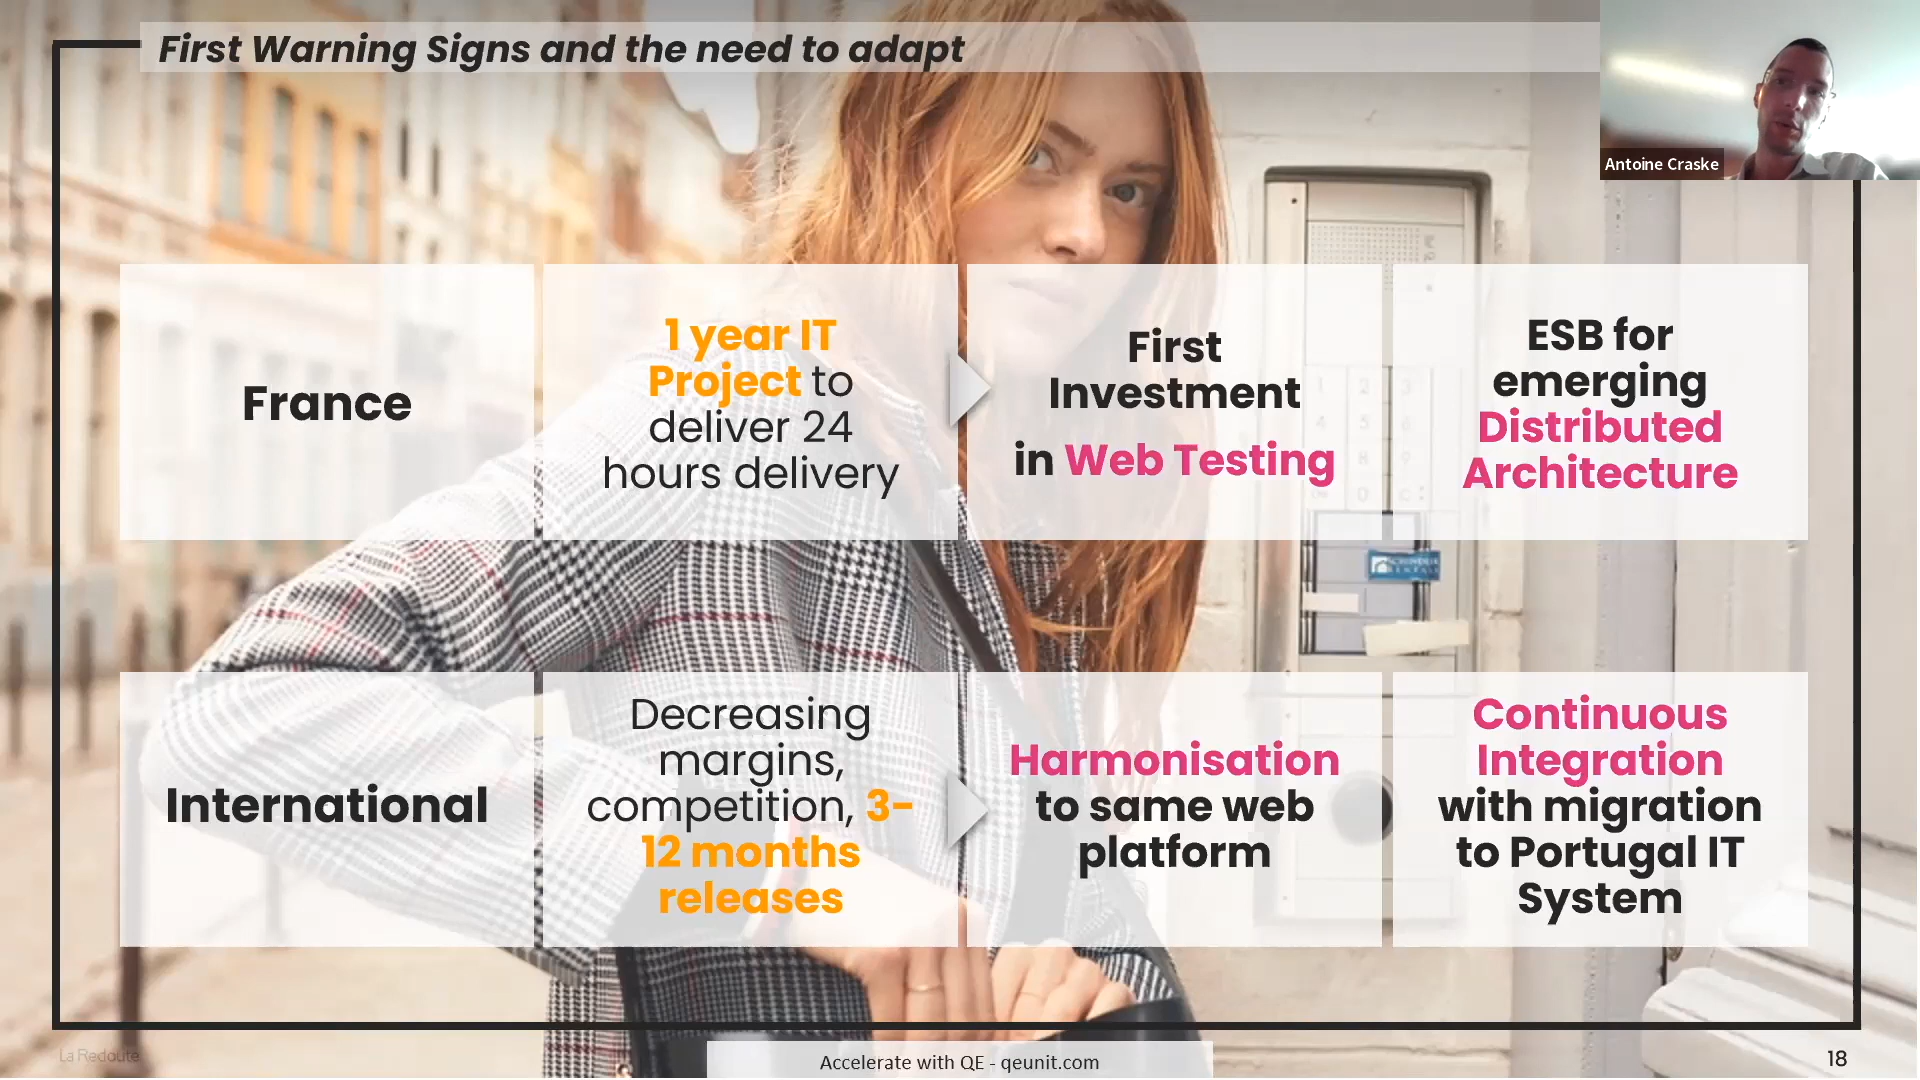 First Warning Signs and the need to adapt
Antoine Craske
France
1 year IT
Project to
deliver 24
hours delivery
First
Investment
in Web Testing
ESB for
emerging
Distributed
Architecture
International
Decreasing
margins,
competition, 3-
12 months
releases
Harmonisation
to same web
platform
Continuous
Integration
with migration
to Portugal IT
System
La Redoute
Accelerate with QE - qeunit.com
18